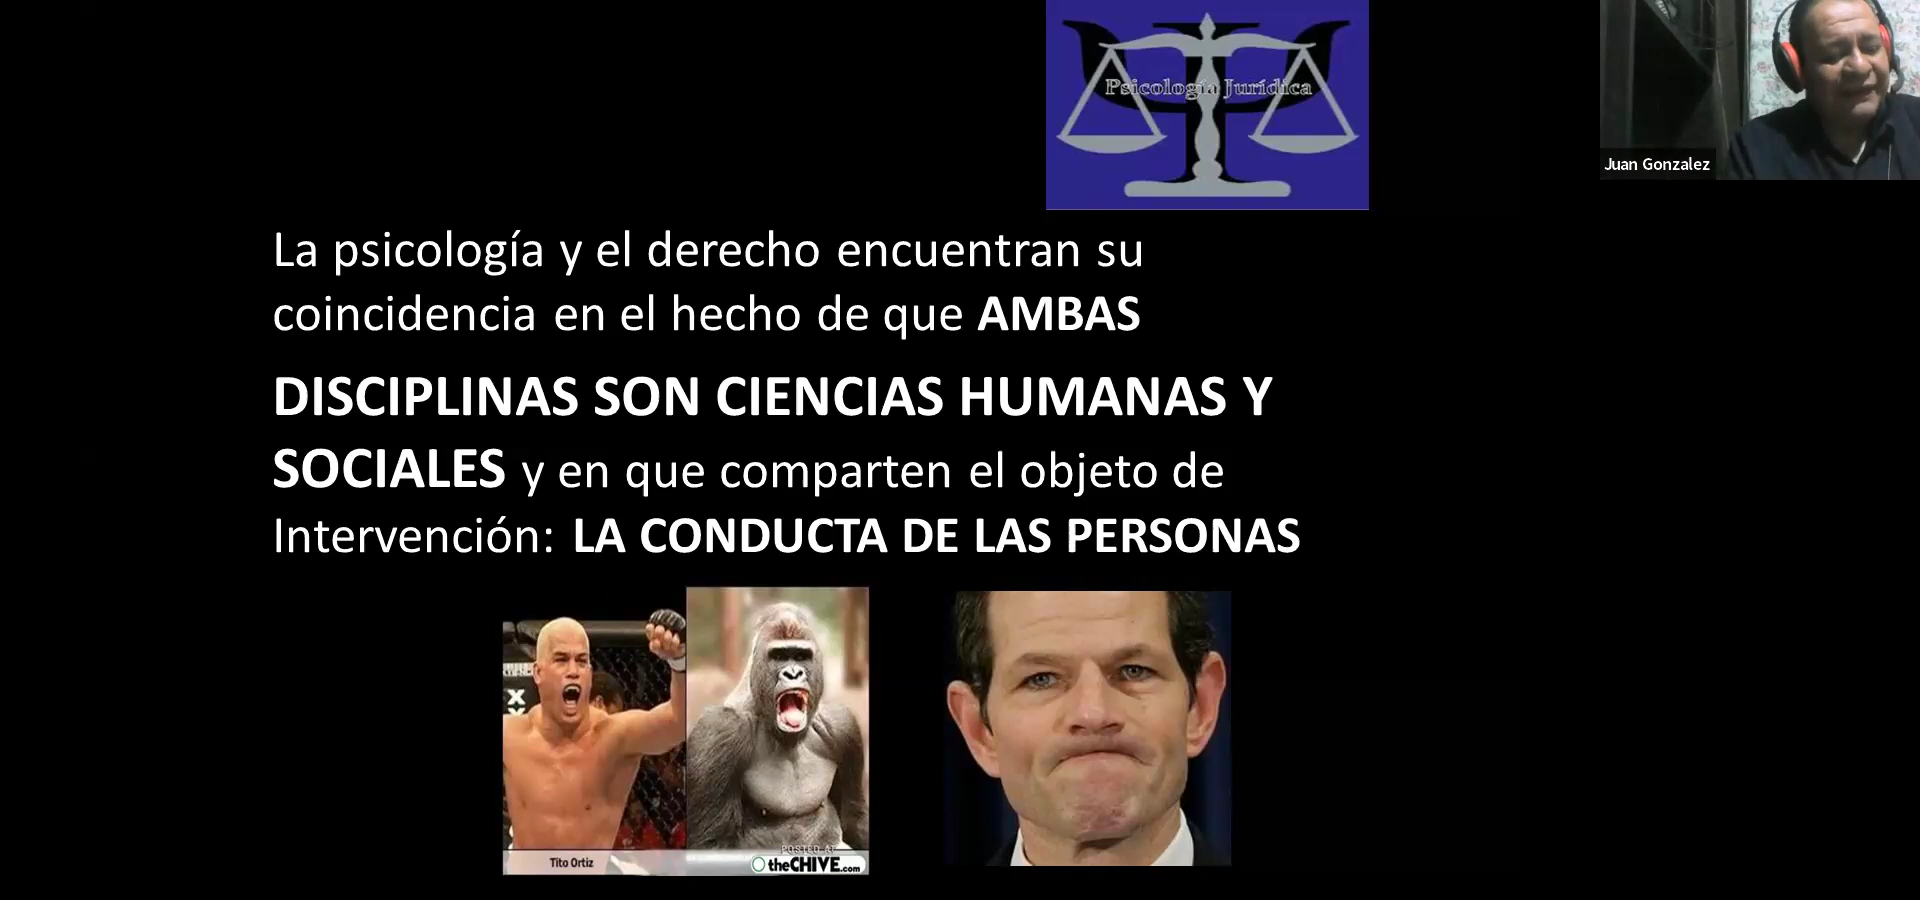 Psicología Jurídica
Juan Gonzalez
La psicología y el derecho encuentran su
coincidencia en el hecho de que AMBAS
DISCIPLINAS SON CIENCIAS HUMANAS Y
SOCIALES y en que comparten el objeto de
Intervención: LA CONDUCTA DE LAS PERSONAS
Tito Ortiz
POSTED AT
theCHIVE.com